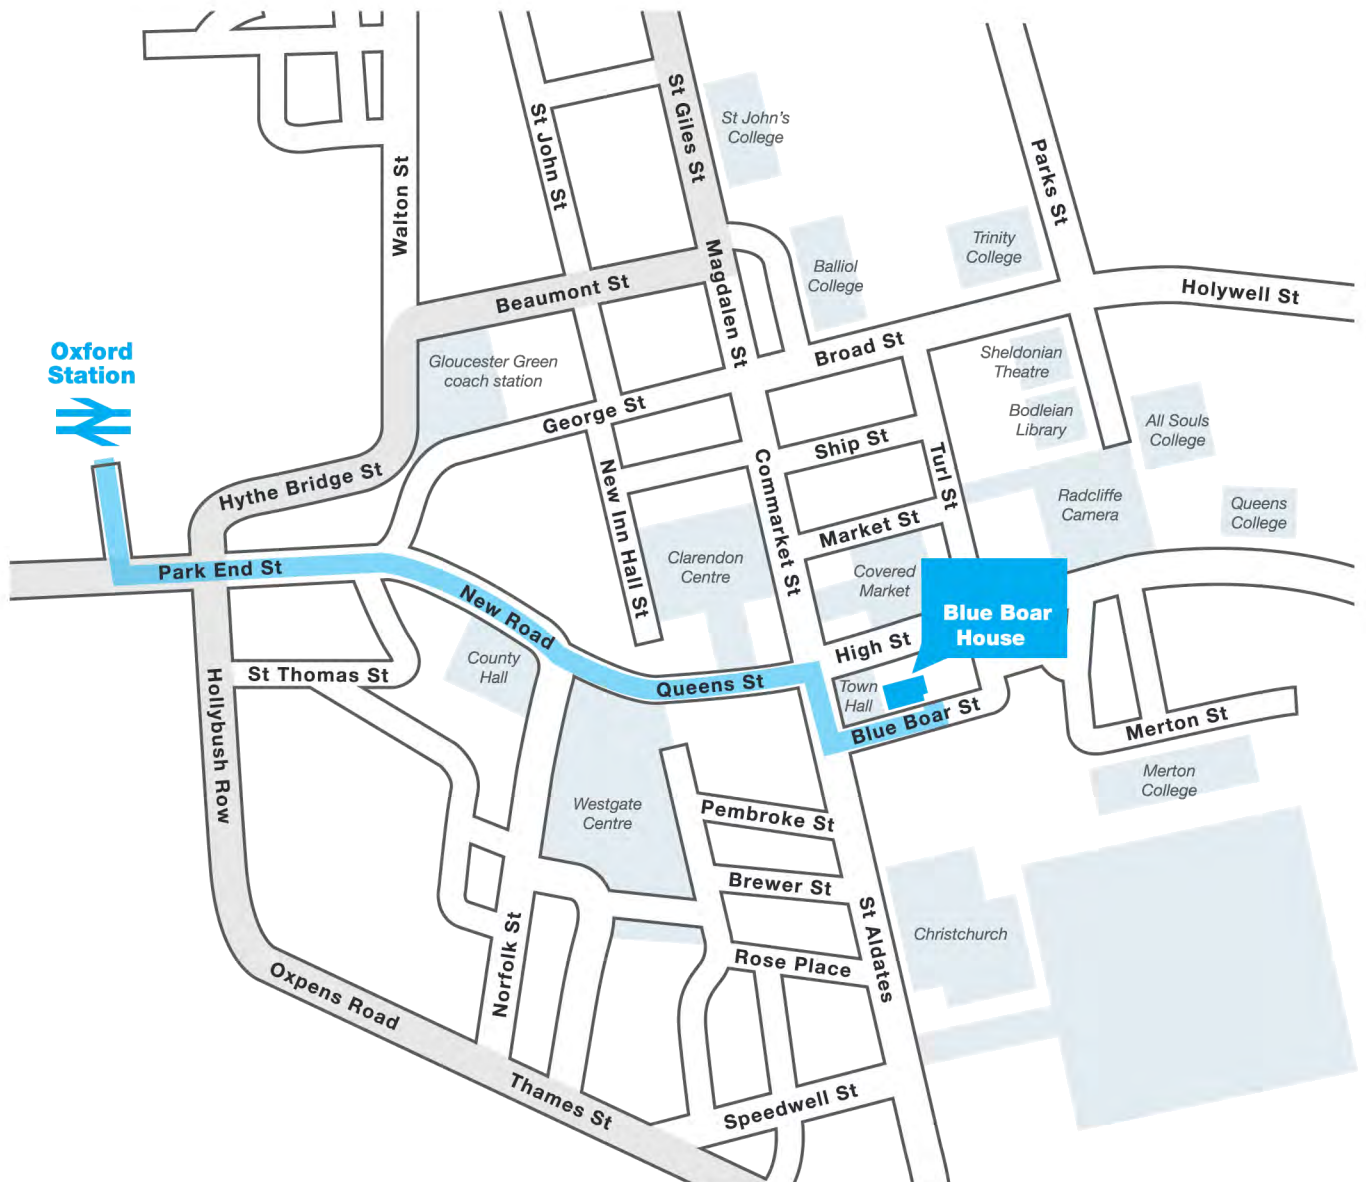 St John's
College
St Giles St
St John St
Parks St
Walton St
Trinity
College
Balliol
College
Magdalen St
Beaumont St
Holywell St
Oxford
Station
Broad St
Gloucester Green
coach station
Sheldonian
Theatre
George St
Bodleian
Library
All Souls
College
Ship St
Turl St
Hythe Bridge St
New Inn Hall St
Commarket St
Radcliffe
Camera
Queens
College
Market St
Clarendon
Centre
Covered
Market
Park End St
New Road
Blue Boar
House
High St
County
Hall
St Thomas St
Queens St
Town
Hall
Blue Boar St
Merton St
Hollybush Row
Merton
College
Westgate
Centre
Pembroke St
Brewer St
St Aldates
Christchurch
Norfolk St
Rose Place
Oxpens Road
Thames St
Speedwell St